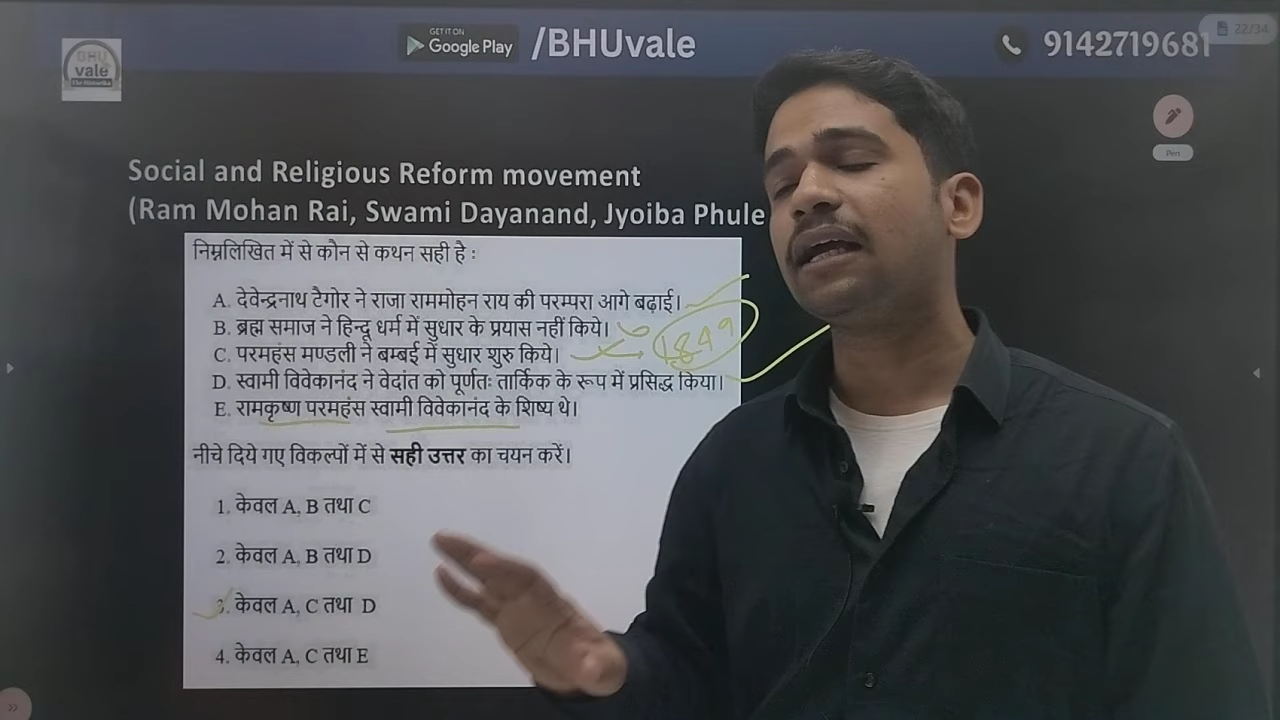 BHU
vale
GET IT ON
Google Play
/BHUvale
9142719681
22/34
Pen
Social and Religious Reform movement
(Ram Mohan Rai, Swami Dayanand, Jyoiba Phule
निम्नलिखित में से कौन से कथन सही है :
A. देवेन्द्रनाथ टैगोर ने राजा राममोहन राय की परम्परा आगे बढ़ाई।
B. ब्रह्म समाज ने हिन्दू धर्म में सुधार के प्रयास नहीं किये।
C. परमहंस मण्डली ने बम्बई में सुधार शुरु किये।
1849
D. स्वामी विवेकानंद ने वेदांत को पूर्णतः तार्किक के रूप में प्रसिद्ध किया।
E. रामकृष्ण परमहंस स्वामी विवेकानंद के शिष्य थे।
नीचे दिये गए विकल्पों में से सही उत्तर का चयन करें।
1. केवल A, B तथा C
2. केवल A, B तथा D
3. केवल A, C तथा D
4. केवल A, C तथा E